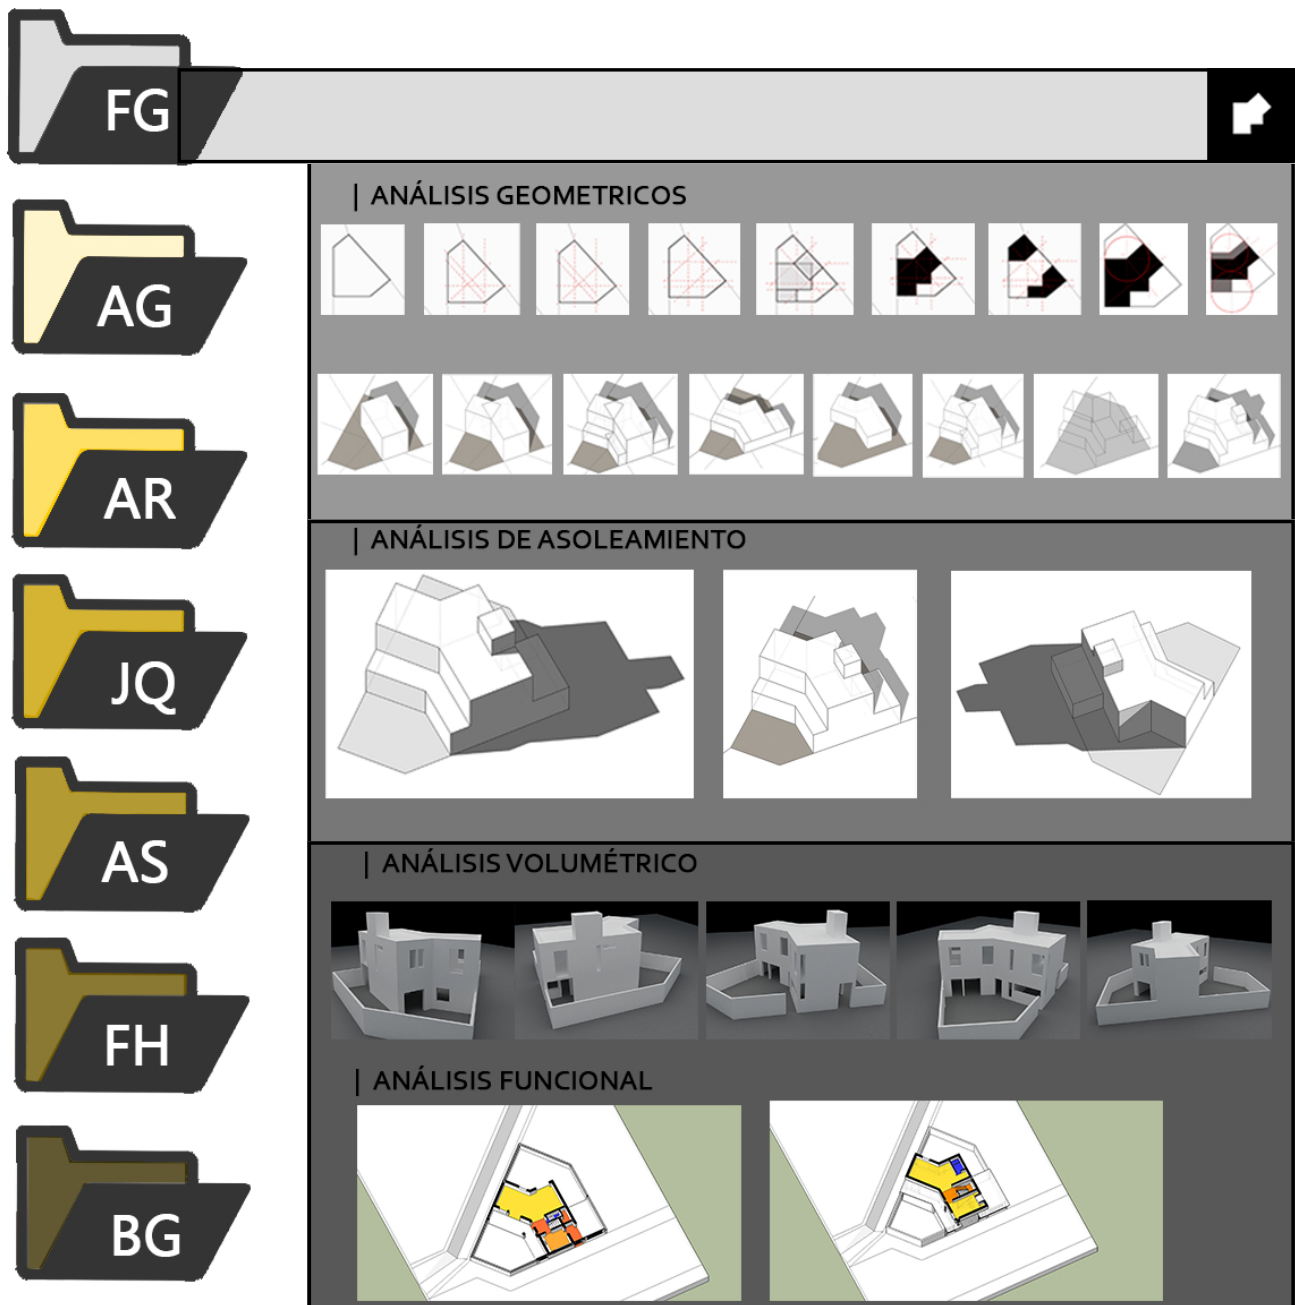 FG
| ANÁLISIS GEOMETRICOS
AG
AR
| ANÁLISIS DE ASOLEAMIENTO
JQ
AS
| ANÁLISIS VOLUMÉTRICO
FH
| ANÁLISIS FUNCIONAL
BG